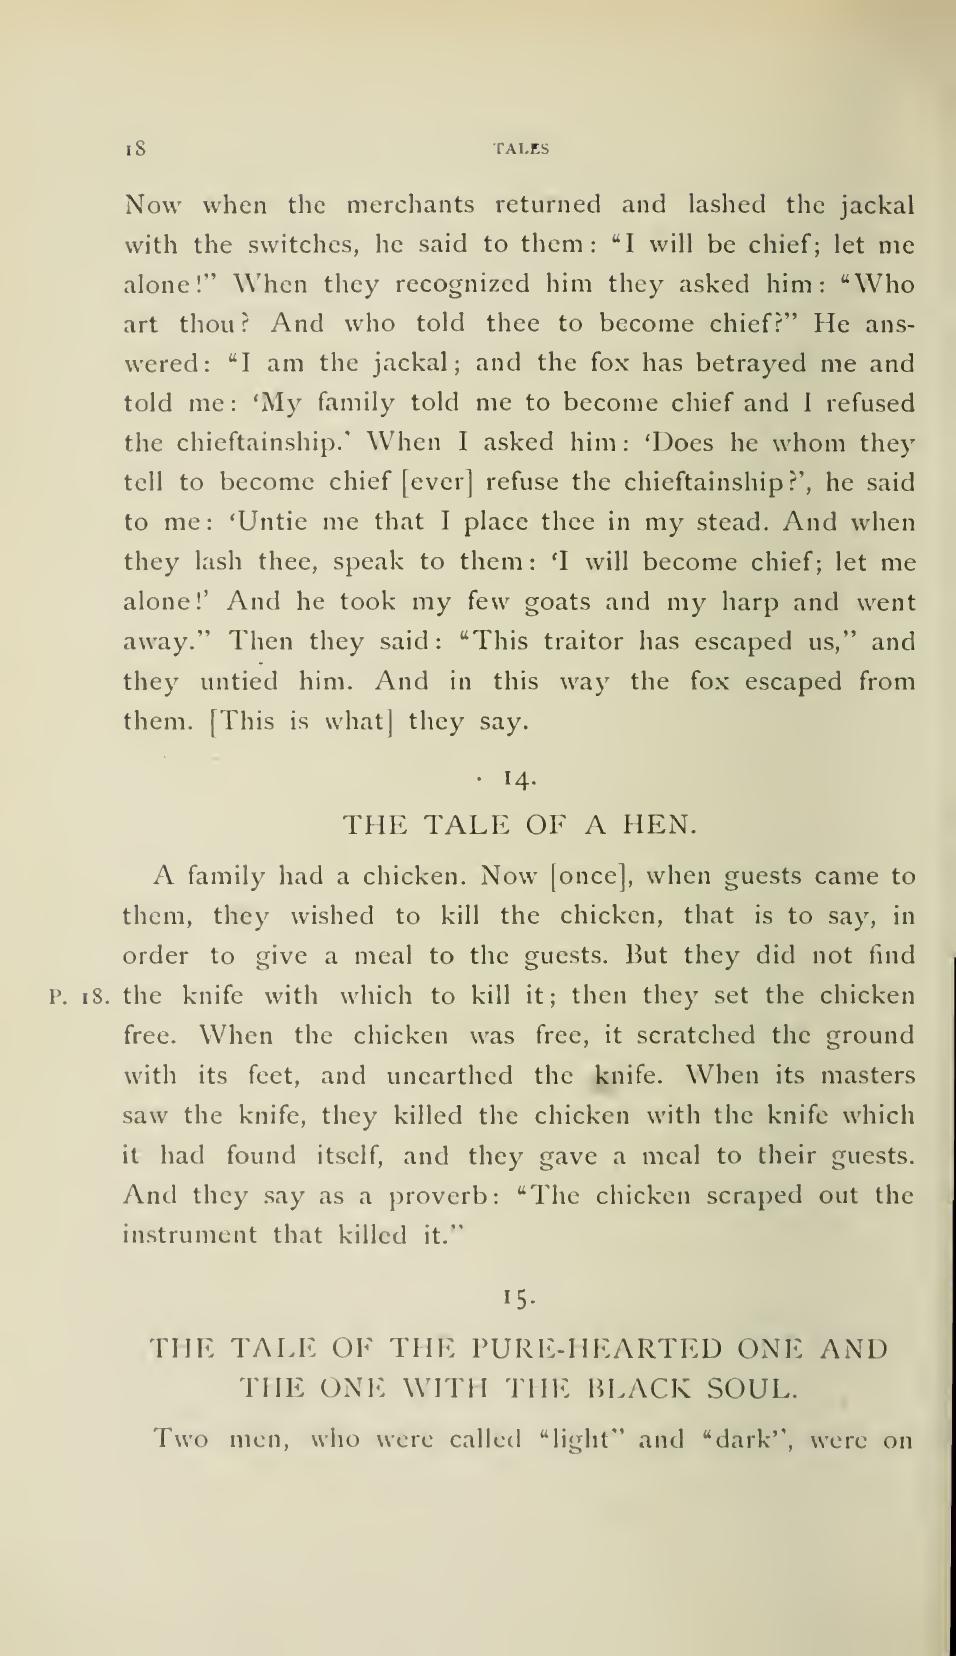 18 TALES
Now when the merchants returned and lashed the jackal
with the switches, he said to them: “I will be chief; let me
alone!” When they recognized him they asked him: “Who
art thou? And who told thee to become chief?” He ans-
wered: “I am the jackal; and the fox has betrayed me and
told me: ‘My family told me to become chief and I refused
the chieftainship.’ When I asked him: ‘Does he whom they
tell to become chief [ever] refuse the chieftainship?’, he said
to me: ‘Untie me that I place thee in my stead. And when
they lash thee, speak to them: ‘I will become chief; let me
alone!’ And he took my few goats and my harp and went
away.” Then they said: “This traitor has escaped us,” and
they untied him. And in this way the fox escaped from
them. [This is what] they say.
14.
THE TALE OF A HEN.
A family had a chicken. Now [once], when guests came to
them, they wished to kill the chicken, that is to say, in
order to give a meal to the guests. But they did not find
P. 18. the knife with which to kill it; then they set the chicken
free. When the chicken was free, it scratched the ground
with its feet, and unearthed the knife. When its masters
saw the knife, they killed the chicken with the knife which
it had found itself, and they gave a meal to their guests.
And they say as a proverb: “The chicken scraped out the
instrument that killed it.”
15.
THE TALE OF THE PURE-HEARTED ONE AND
THE ONE WITH THE BLACK SOUL.
Two men, who were called “light” and “dark”, were on